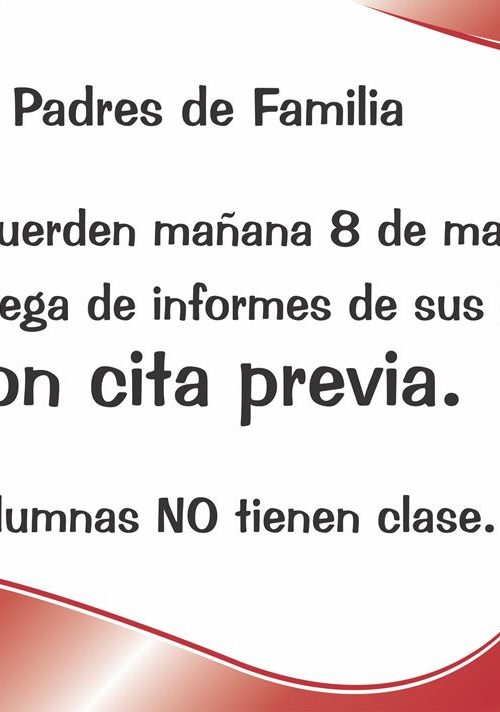 Padres de Familia
uerden mañana 8 de ma
ega de informes de sus
on cita previa.
lumnas NO tienen clase.